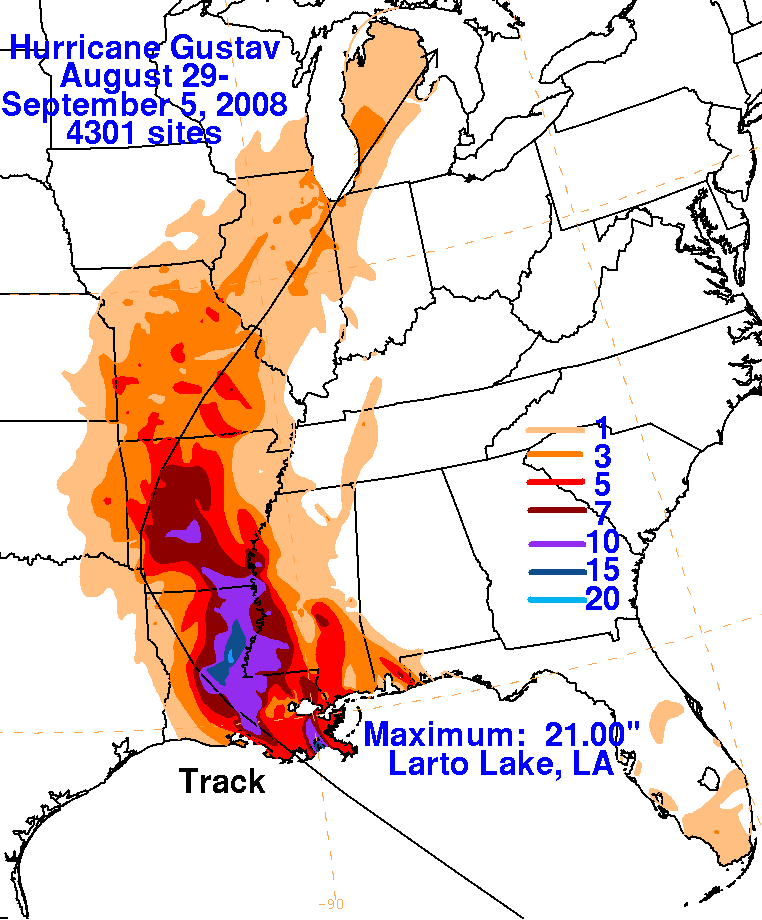 Hurricane Gustav
August 29-
September 5, 2008
4301 sites
1
3
5
7
10
15
20
Maximum: 21.00"
Larto Lake, LA
Track
-90